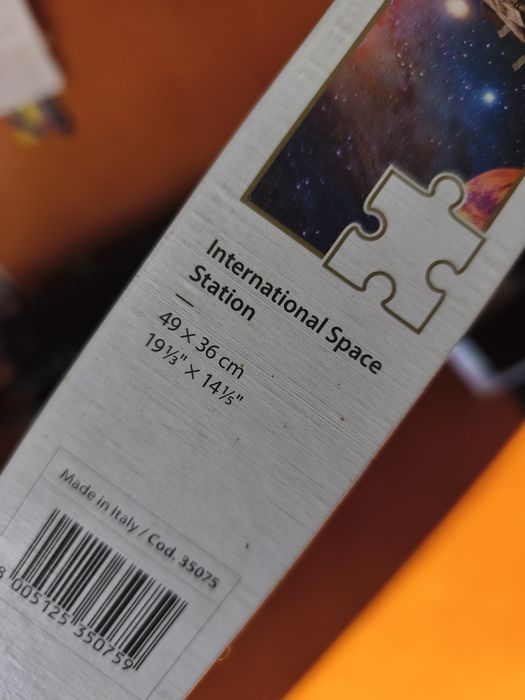 International Space
Station
49 × 36 cm
19⅓" × 14⅕"
Made in Italy / Cod. 35075
8 005125 350759